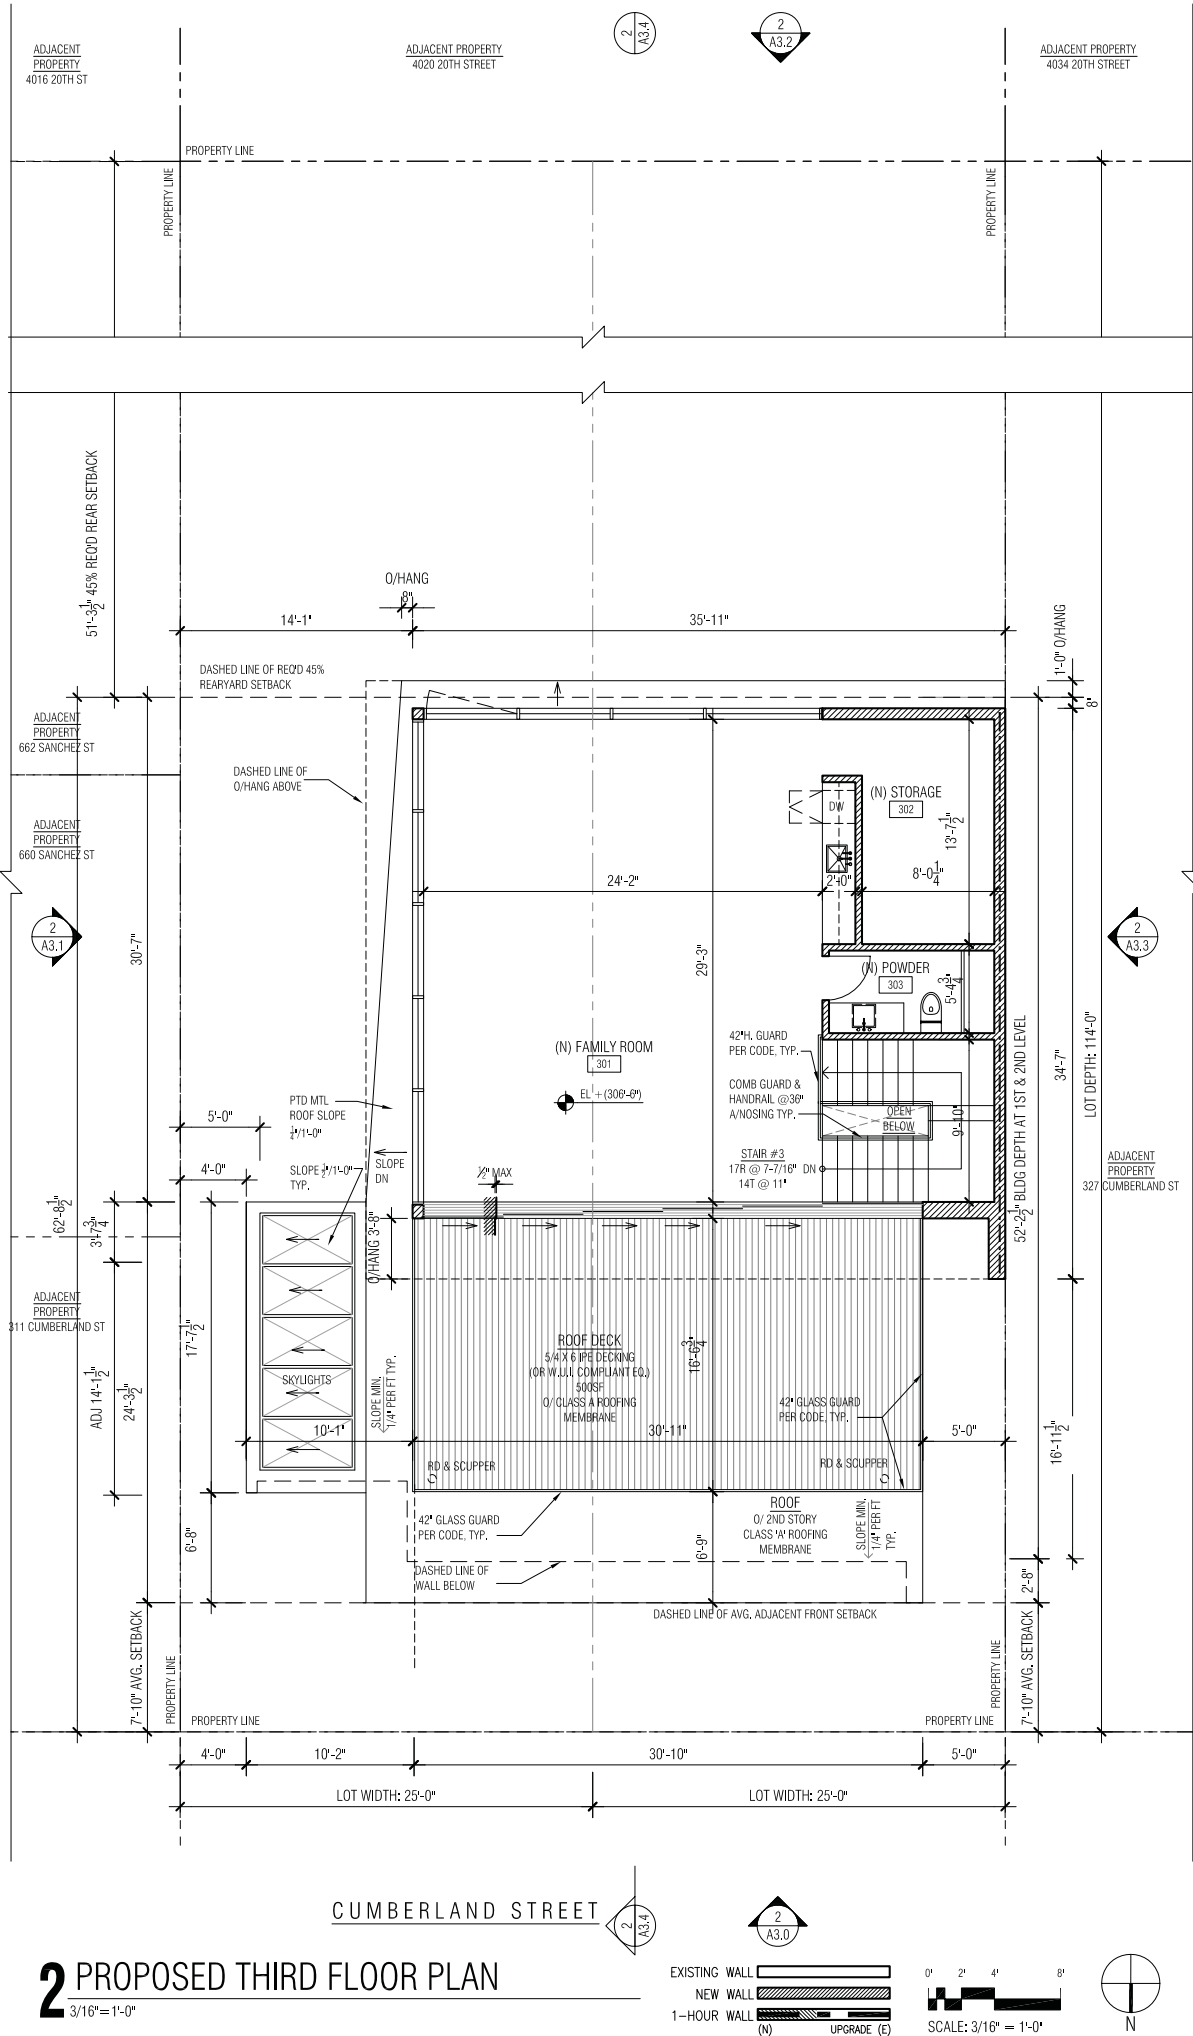 ADJACENT
PROPERTY
4016 20TH ST
ADJACENT PROPERTY
4020 20TH STREET
2
A3.4
2
A3.2
ADJACENT PROPERTY
4034 20TH STREET
PROPERTY LINE
PROPERTY LINE
PROPERTY LINE
51'-3 1/2" 45% REQ'D REAR SETBACK
O/HANG
8"
14'-1"
35'-11"
1'-0" O/HANG
8"
DASHED LINE OF REQ'D 45%
REARYARD SETBACK
ADJACENT
PROPERTY
662 SANCHEZ ST
DASHED LINE OF
O/HANG ABOVE
ADJACENT
PROPERTY
660 SANCHEZ ST
DW
(N) STORAGE
302
13'-7 1/2"
24'-2"
2'-0"
8'-0 1/4"
2
A3.1
30'-7"
29'-3"
(N) POWDER
303
5'-4 3/4"
2
A3.3
42"H. GUARD
PER CODE, TYP.
(N) FAMILY ROOM
301
EL +(306'-6")
COMB GUARD &
HANDRAIL @36"
A/NOSING TYP.
OPEN
BELOW
9'-10"
STAIR #3
17R @ 7-7/16" DN
14T @ 11"
52'-2 1/2" BLDG DEPTH AT 1ST & 2ND LEVEL
34'-7"
LOT DEPTH: 114'-0"
PTD MTL
ROOF SLOPE
1/4"/1'-0"
5'-0"
4'-0"
SLOPE
DN
1/2" MAX
TYP.
ADJACENT
PROPERTY
327 CUMBERLAND ST
62'-8 1/2"
3'-7 3/4"
O/HANG 3'-8"
ADJACENT
PROPERTY
311 CUMBERLAND ST
17'-7 1/2"
ADJ 14'-1 1/2"
24'-3 1/2"
SKYLIGHTS
SLOPE MIN.
1/4" PER FT TYP.
ROOF DECK
5/4 X 6 IPE DECKING
(OR W.U.I. COMPLIANT EQ.)
500SF
O/ CLASS A ROOFING
MEMBRANE
16'-6 3/4"
42" GLASS GUARD
PER CODE, TYP.
10'-1"
30'-11"
5'-0"
16'-11 1/2"
RD & SCUPPER
RD & SCUPPER
42" GLASS GUARD
PER CODE, TYP.
ROOF
O/ 2ND STORY
CLASS 'A' ROOFING
MEMBRANE
SLOPE MIN.
1/4" PER FT
TYP.
6'-8"
6'-9"
DASHED LINE OF
WALL BELOW
2'-8"
DASHED LINE OF AVG. ADJACENT FRONT SETBACK
7'-10" AVG. SETBACK
PROPERTY LINE
PROPERTY LINE
7'-10" AVG. SETBACK
PROPERTY LINE
PROPERTY LINE
4'-0"
10'-2"
30'-10"
5'-0"
LOT WIDTH: 25'-0"
LOT WIDTH: 25'-0"
CUMBERLAND STREET
2
A3.4
2
A3.0
2 PROPOSED THIRD FLOOR PLAN
3/16"=1'-0"
EXISTING WALL
NEW WALL
1-HOUR WALL
(N)
UPGRADE (E)
0' 2' 4' 8'
SCALE: 3/16" = 1'-0"
N